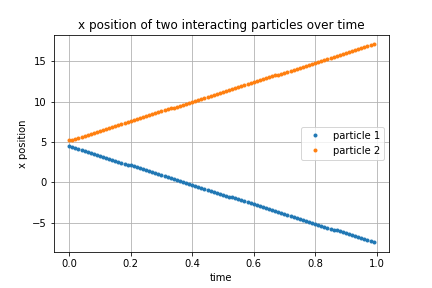 x position of two interacting particles over time
x position
15
10
5
0
−5
particle 1
particle 2
0.0 0.2 0.4 0.6 0.8 1.0
time